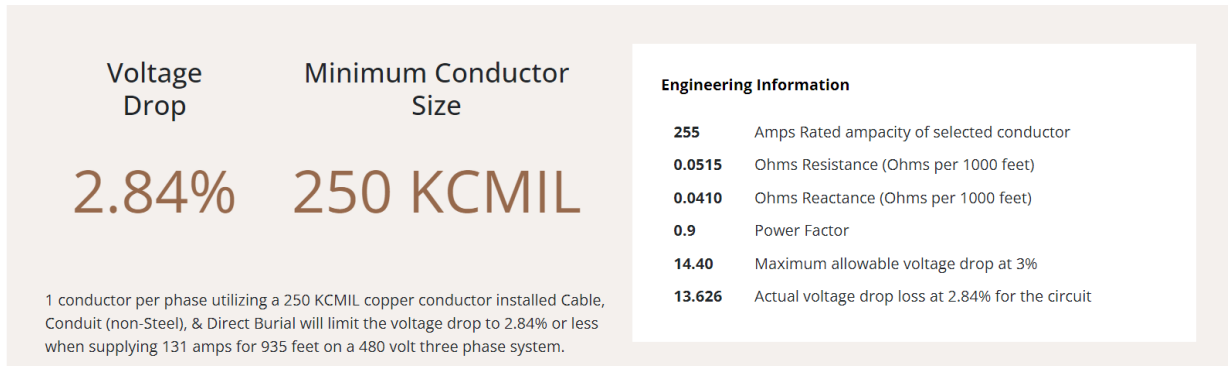 Voltage
Drop
Minimum Conductor
Size
2.84%
250 KCMIL
1 conductor per phase utilizing a 250 KCMIL copper conductor installed Cable,
Conduit (non-Steel), & Direct Burial will limit the voltage drop to 2.84% or less
when supplying 131 amps for 935 feet on a 480 volt three phase system.
Engineering Information
255 Amps Rated ampacity of selected conductor
0.0515 Ohms Resistance (Ohms per 1000 feet)
0.0410 Ohms Reactance (Ohms per 1000 feet)
0.9 Power Factor
14.40 Maximum allowable voltage drop at 3%
13.626 Actual voltage drop loss at 2.84% for the circuit